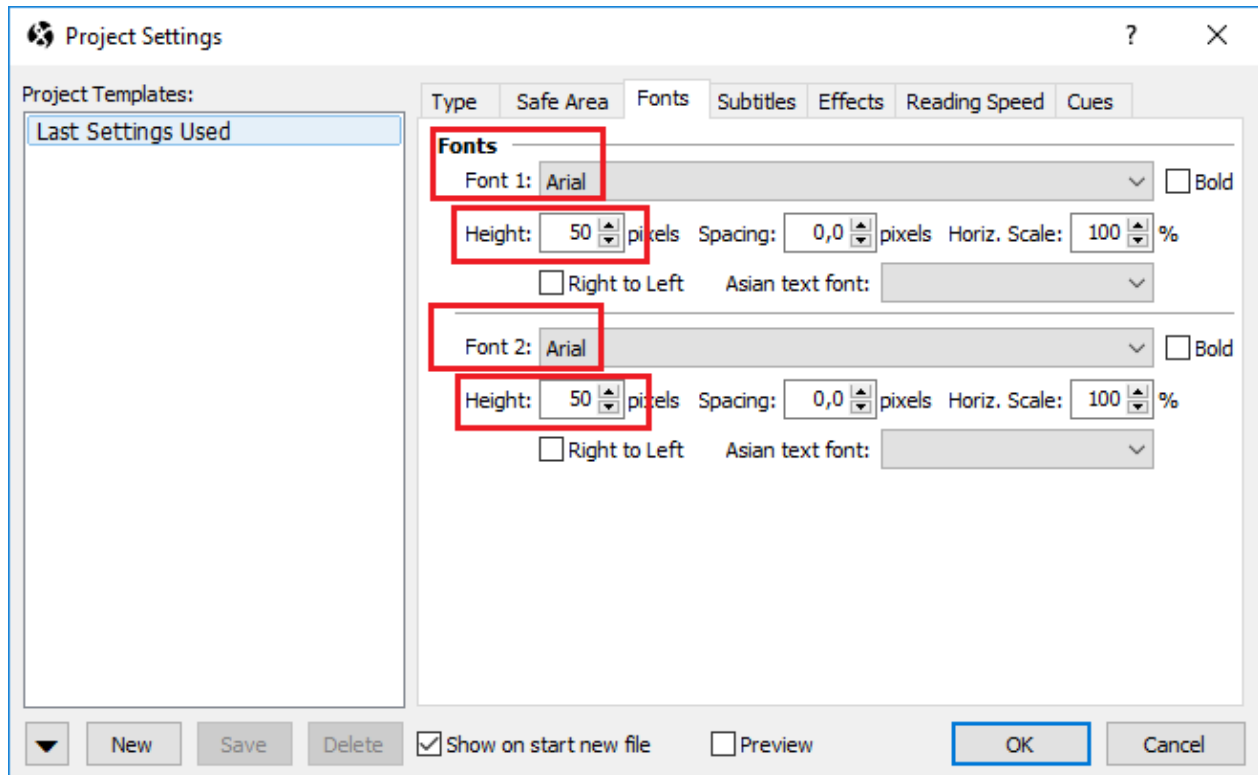 Project Settings
?
Project Templates:
Last Settings Used
Type Safe Area Fonts Subtitles Effects Reading Speed Cues
Fonts
Font 1: Arial Bold
Height: 50 pixels Spacing: 0,0 pixels Horiz. Scale: 100 %
Right to Left Asian text font:
Font 2: Arial Bold
Height: 50 pixels Spacing: 0,0 pixels Horiz. Scale: 100 %
Right to Left Asian text font:
New Save Delete Show on start new file Preview OK Cancel